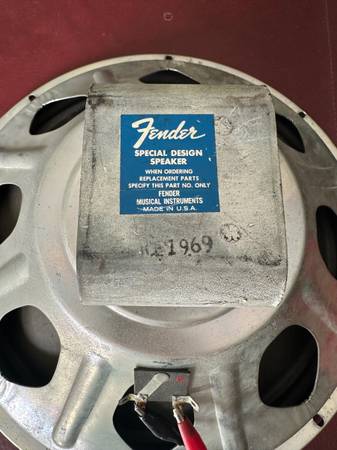 Fender
SPECIAL DESIGN
SPEAKER
WHEN ORDERING
REPLACEMENT PARTS
SPECIFY THIS PART NO. ONLY
FENDER
MUSICAL INSTRUMENTS
MADE IN U.S.A.
1969